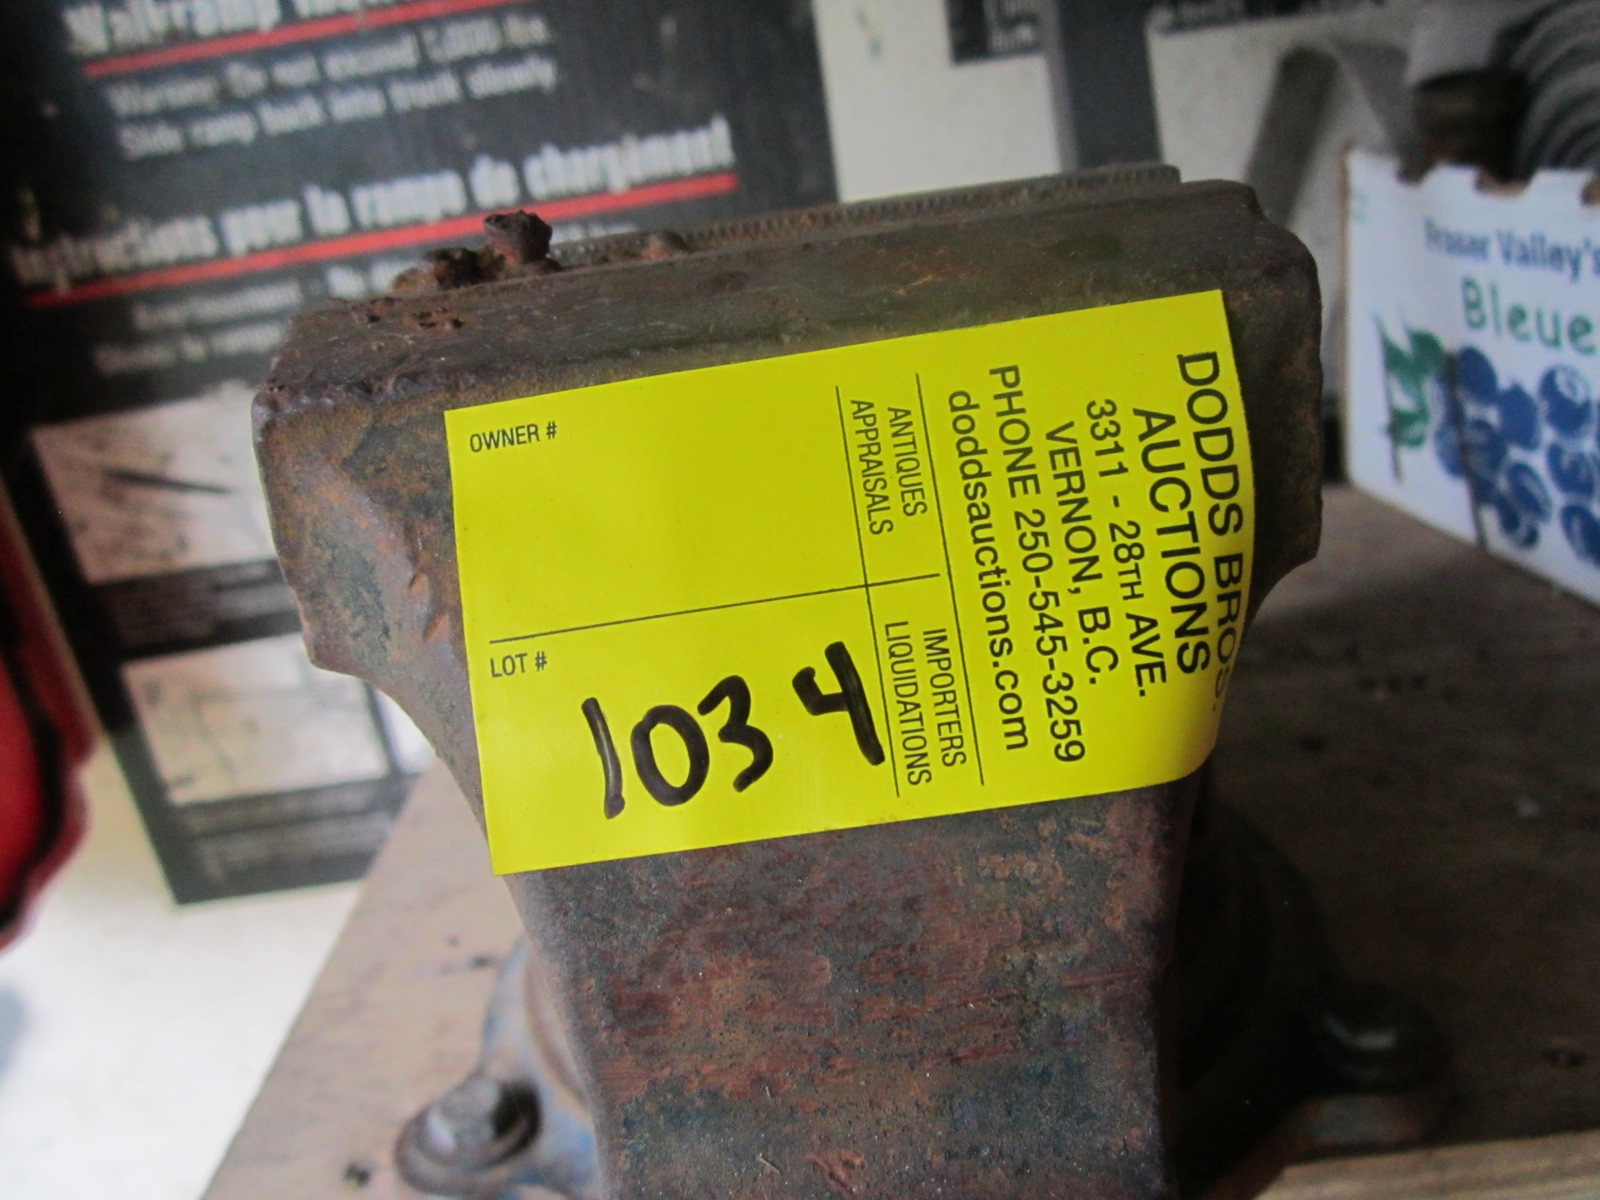 Warning: Do not exceed 1,000 lbs
Slide ramp back into truck slowly
Instructions pour la rampe de chargement
Avertissement - Ne
Fraser Valley's
Bleue
DODDS BROS.
AUCTIONS
3311 - 28TH AVE.
VERNON, B.C.
PHONE 250-545-3259
doddsauctions.com
ANTIQUES
APPRAISALS
IMPORTERS
LIQUIDATIONS
OWNER #
LOT #
1034